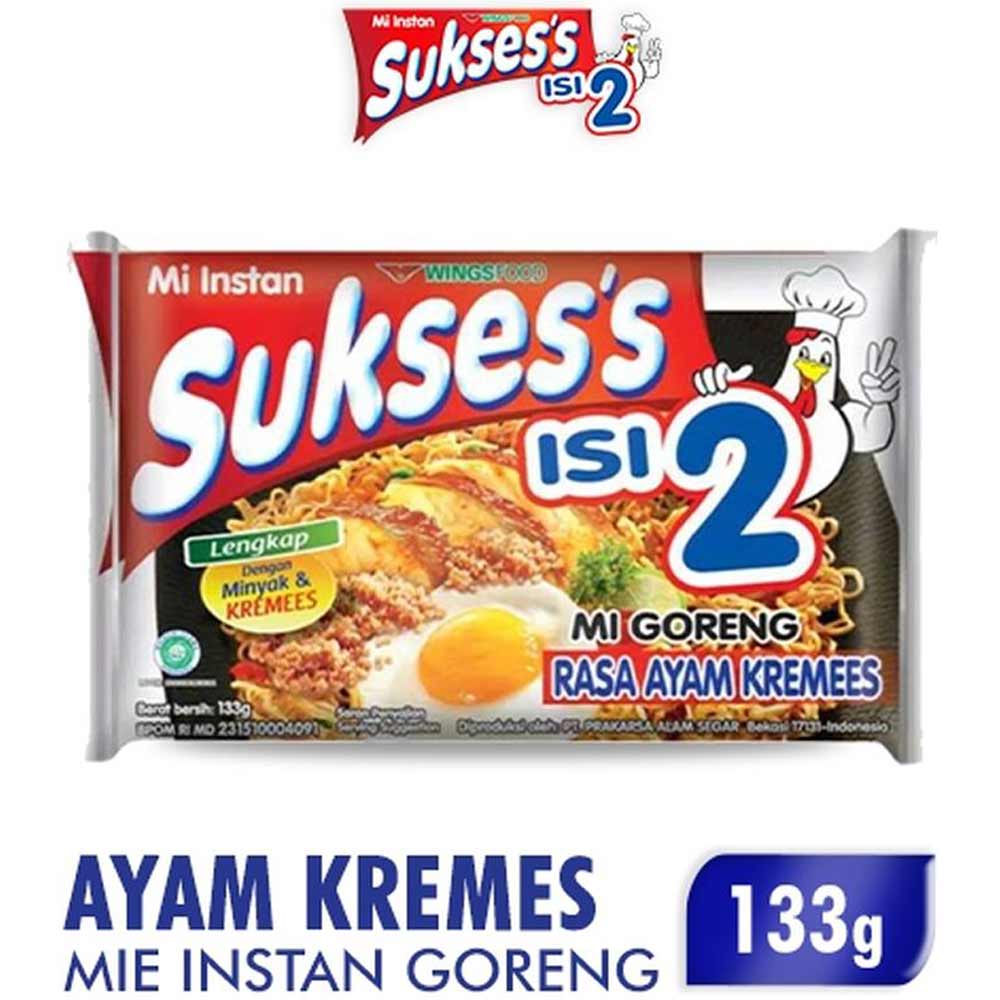 Mi Instan
WINGSFOOD
Sukses's
ISI 2
Mi Instan
WINGSFOOD
Sukses's
ISI 2
Lengkap
Dengan
Minyak &
KREMEES
MI GORENG
RASA AYAM KREMEES
Berat bersih: 133g
BPOM RI MD 231510004091
Saran Penyajian
Serving Suggestion
Diproduksi oleh: PT. PRAKARSA ALAM SEGAR Bekasi 17131-Indonesia
AYAM KREMES
MIE INSTAN GORENG
133g